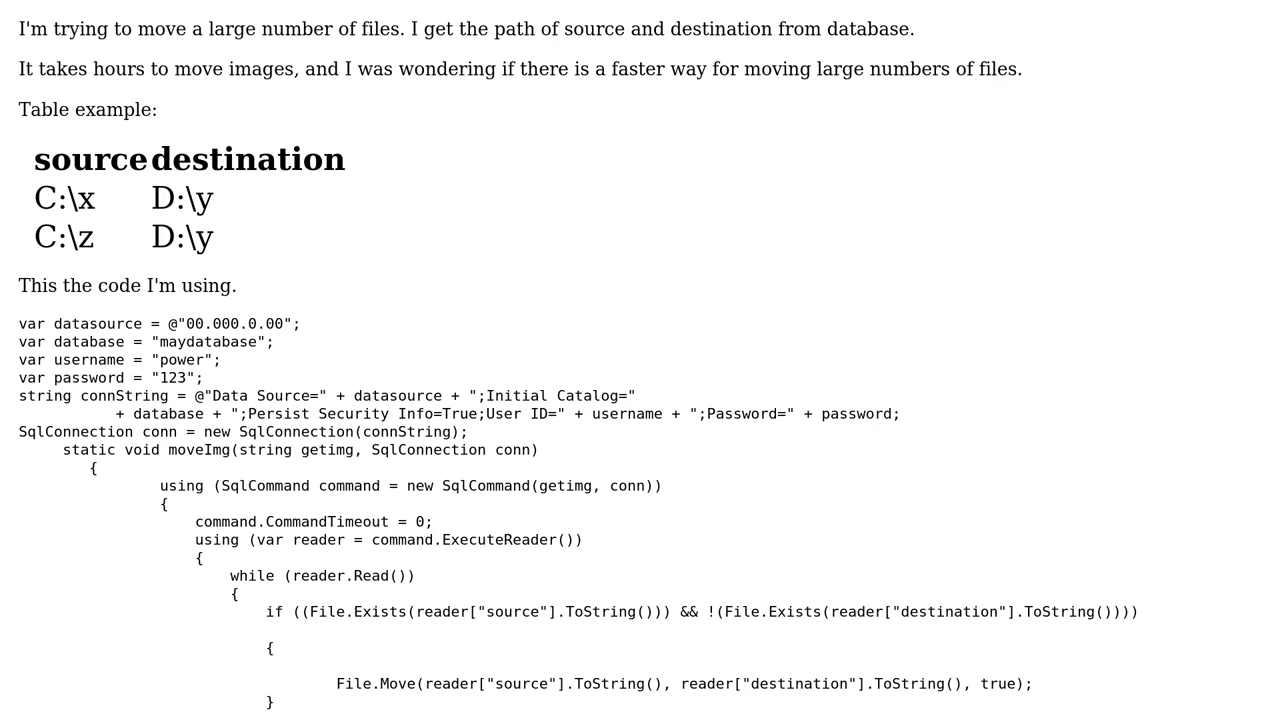 I'm trying to move a large number of files. I get the path of source and destination from database.
It takes hours to move images, and I was wondering if there is a faster way for moving large numbers of files.
Table example:
source destination
C:\x D:\y
C:\z D:\y
This the code I'm using.
var datasource = @"00.000.0.00";
var database = "maydatabase";
var username = "power";
var password = "123";
string connString = @"Data Source=" + datasource + ";Initial Catalog="
           + database + ";Persist Security Info=True;User ID=" + username + ";Password=" + password;
SqlConnection conn = new SqlConnection(connString);
     static void moveImg(string getimg, SqlConnection conn)
        {
                using (SqlCommand command = new SqlCommand(getimg, conn))
                {
                    command.CommandTimeout = 0;
                    using (var reader = command.ExecuteReader())
                    {
                        while (reader.Read())
                        {
                            if ((File.Exists(reader["source"].ToString())) && !(File.Exists(reader["destination"].ToString())))
                            {
                                    File.Move(reader["source"].ToString(), reader["destination"].ToString(), true);
                            }